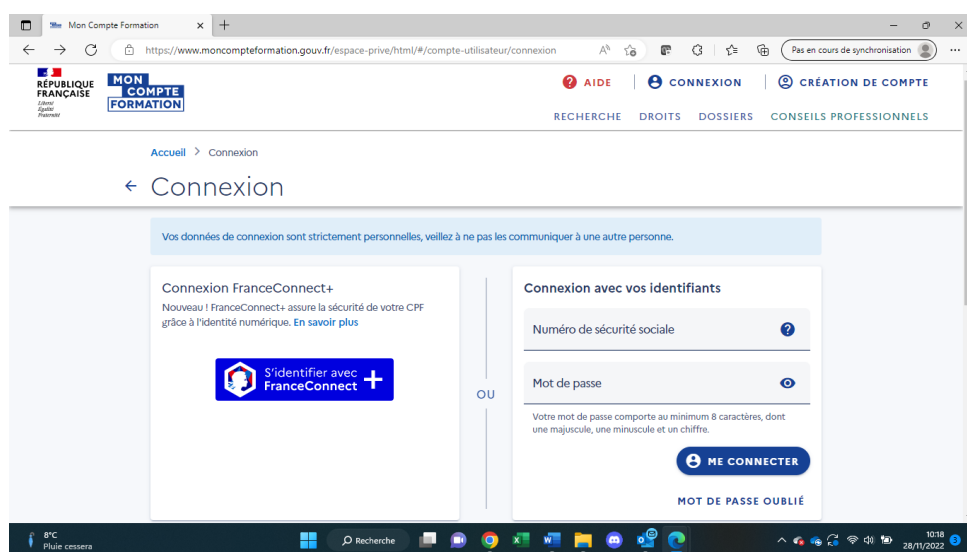 Mon Compte Formation
https://www.moncompteformation.gouv.fr/espace-prive/html/#/compte-utilisateur/connexion
Pas en cours de synchronisation
RÉPUBLIQUE
FRANÇAISE
Liberté
Égalité
Fraternité
MON
COMPTE
FORMATION
AIDE
CONNEXION
CRÉATION DE COMPTE
RECHERCHE DROITS DOSSIERS CONSEILS PROFESSIONNELS
Accueil > Connexion
Connexion
Vos données de connexion sont strictement personnelles, veillez à ne pas les communiquer à une autre personne.
Connexion FranceConnect+
Nouveau ! FranceConnect+ assure la sécurité de votre CPF
grâce à l'identité numérique. En savoir plus
S'identifier avec
FranceConnect +
OU
Connexion avec vos identifiants
Numéro de sécurité sociale
Mot de passe
Votre mot de passe comporte au minimum 8 caractères, dont
une majuscule, une minuscule et un chiffre.
ME CONNECTER
MOT DE PASSE OUBLIÉ
8°C
Pluie cessera
Recherche
10:18
28/11/2022
3